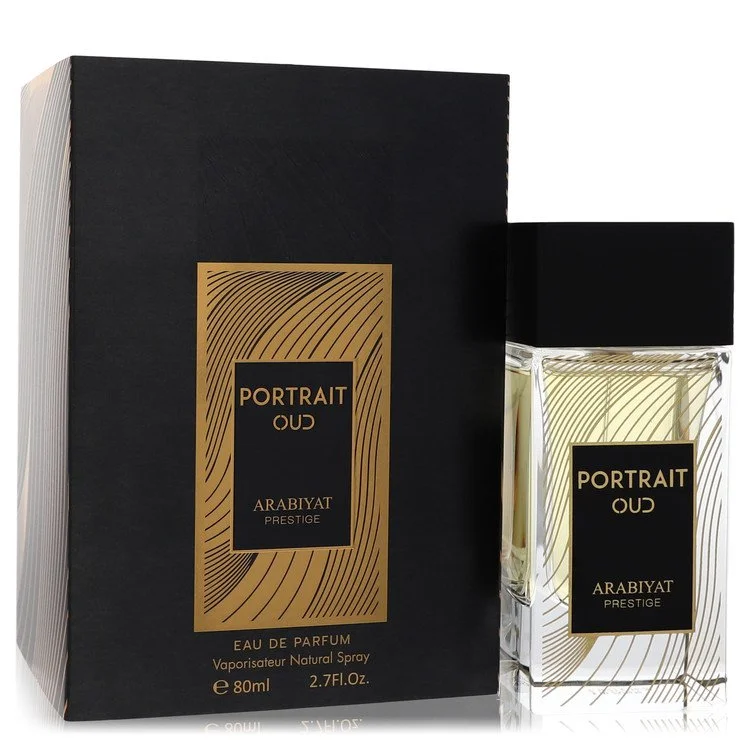 PORTRAIT
OUD
ARABIYAT
PRESTIGE
EAU DE PARFUM
Vaporisateur Natural Spray
℮ 80ml 2.7Fl.Oz.
PORTRAIT
OUD
ARABIYAT
PRESTIGE